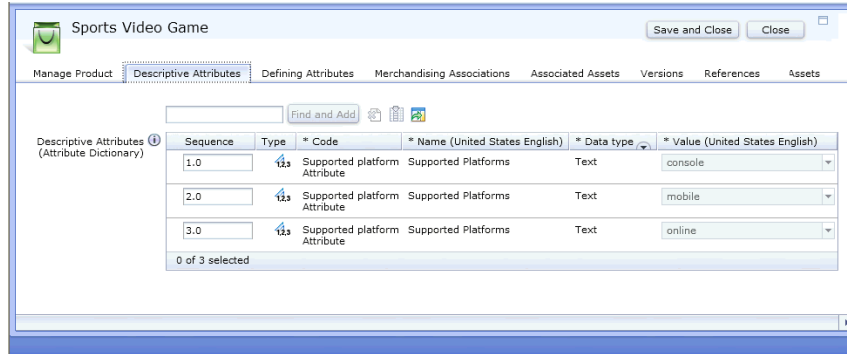 Sports Video Game
Save and Close
Close
Manage Product
Descriptive Attributes
Defining Attributes
Merchandising Associations
Associated Assets
Versions
References
Assets
Find and Add
Descriptive Attributes
(Attribute Dictionary)
Sequence
Type
* Code
* Name (United States English)
* Data type
* Value (United States English)
1.0
1,2,3
Supported platform
Attribute
Supported Platforms
Text
console
2.0
1,2,3
Supported platform
Attribute
Supported Platforms
Text
mobile
3.0
1,2,3
Supported platform
Attribute
Supported Platforms
Text
online
0 of 3 selected